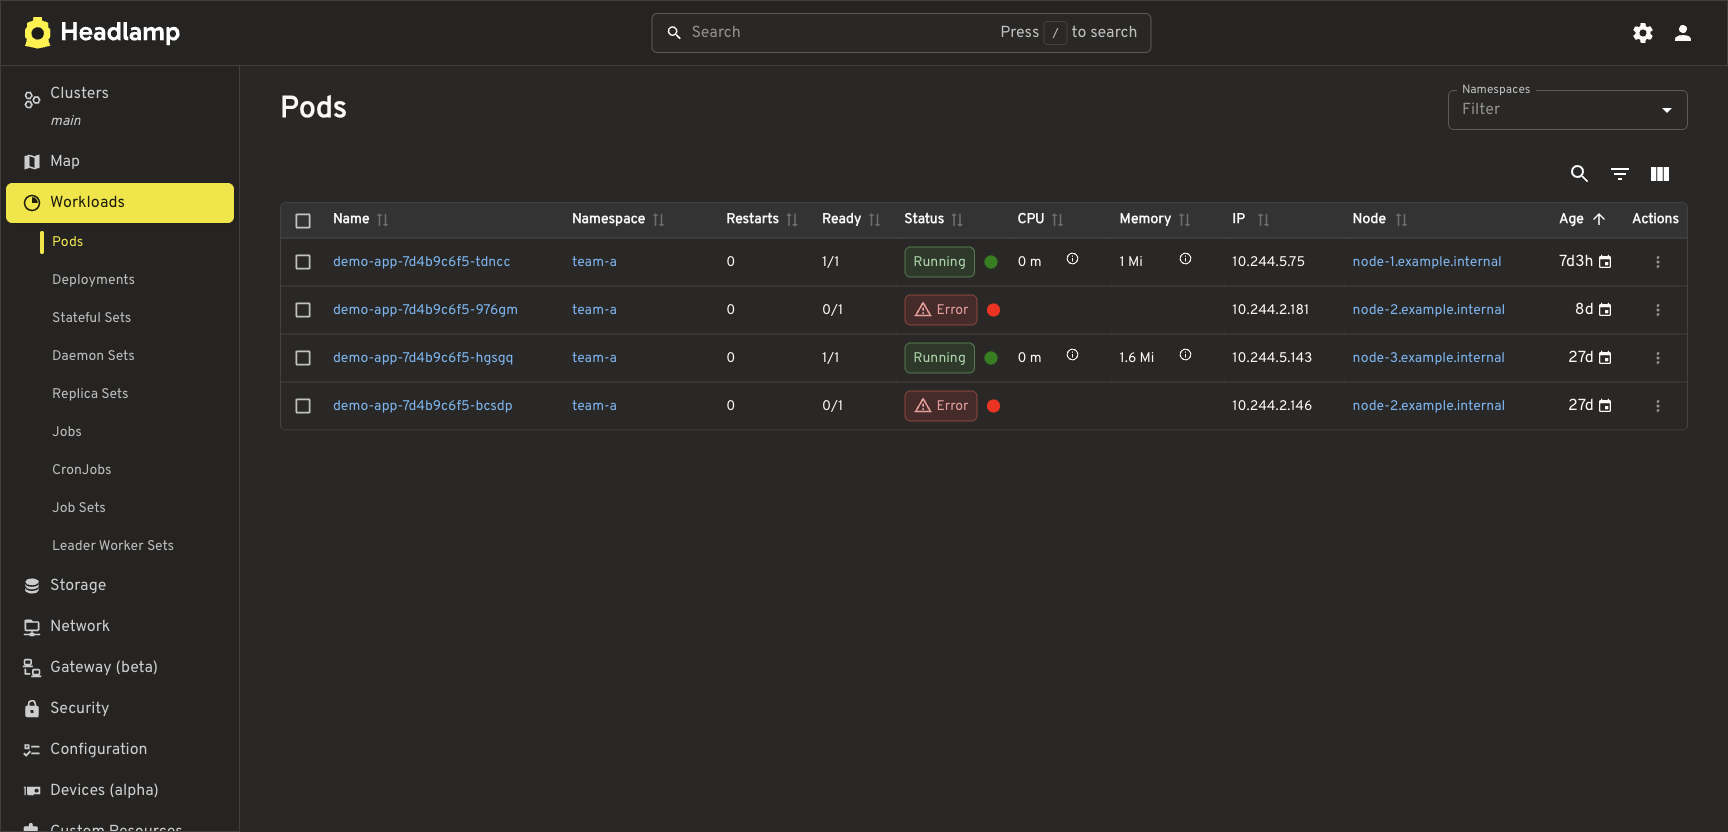 Headlamp
Search
Press / to search
Clusters
main
Map
Workloads
Pods
Deployments
Stateful Sets
Daemon Sets
Replica Sets
Jobs
CronJobs
Job Sets
Leader Worker Sets
Storage
Network
Gateway (beta)
Security
Configuration
Devices (alpha)
Custom Resources
Pods
Namespaces
Filter
Name Namespace Restarts Ready Status CPU Memory IP Node Age Actions
demo-app-7d4b9c6f5-tdncc team-a 0 1/1 Running 0 m 1 Mi 10.244.5.75 node-1.example.internal 7d3h
demo-app-7d4b9c6f5-976gm team-a 0 0/1 Error 10.244.2.181 node-2.example.internal 8d
demo-app-7d4b9c6f5-hgsgq team-a 0 1/1 Running 0 m 1.6 Mi 10.244.5.143 node-3.example.internal 27d
demo-app-7d4b9c6f5-bcsdp team-a 0 0/1 Error 10.244.2.146 node-2.example.internal 27d